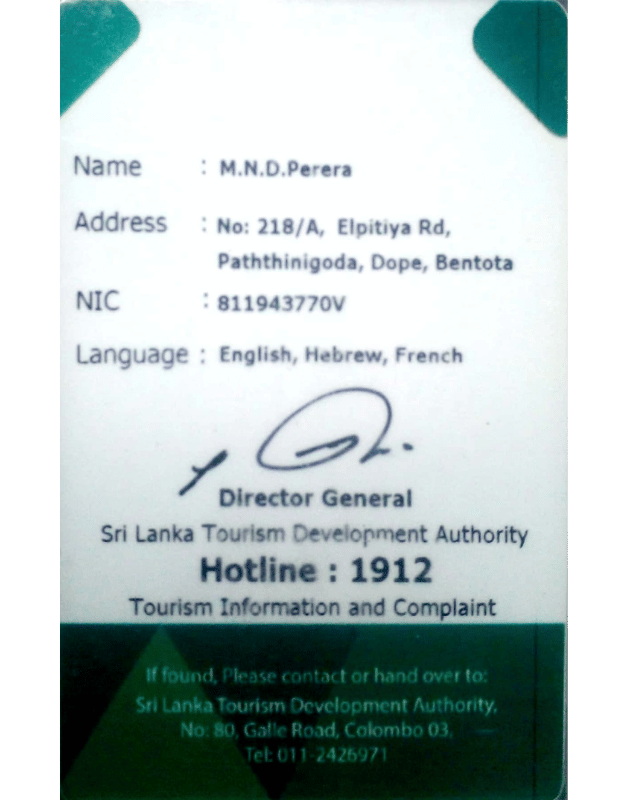 Name : M.N.D.Perera
Address : No: 218/A, Elpitiya Rd,
Paththinigoda, Dope, Bentota
NIC : 811943770V
Language : English, Hebrew, French
Director General
Sri Lanka Tourism Development Authority
Hotline : 1912
Tourism Information and Complaint
If found, Please contact or hand over to:
Sri Lanka Tourism Development Authority,
No: 80, Galle Road, Colombo 03,
Tel: 011-2426971